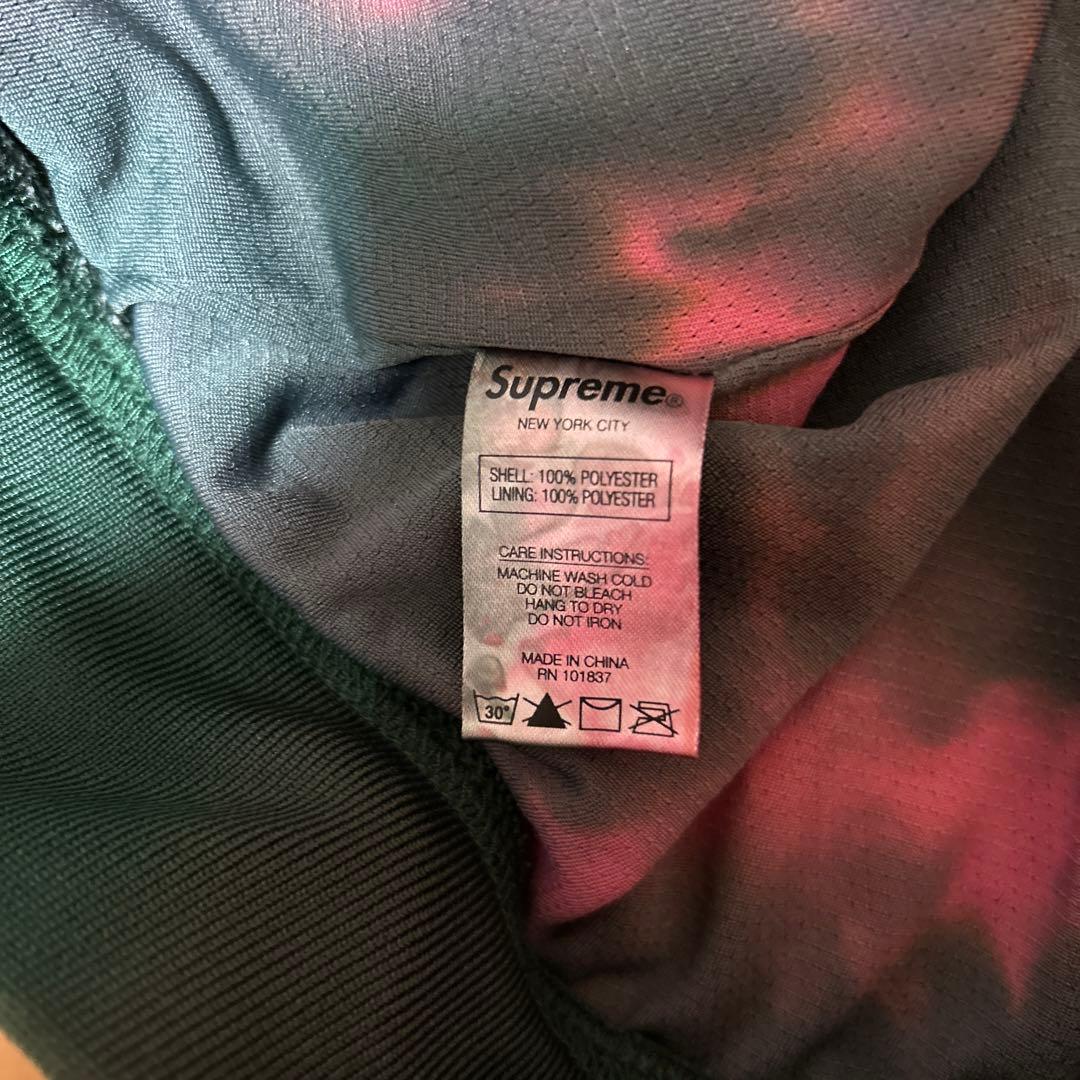 Supreme®
NEW YORK CITY
SHELL: 100% POLYESTER
LINING: 100% POLYESTER
CARE INSTRUCTIONS:
MACHINE WASH COLD
DO NOT BLEACH
HANG TO DRY
DO NOT IRON
MADE IN CHINA
RN 101837
30°